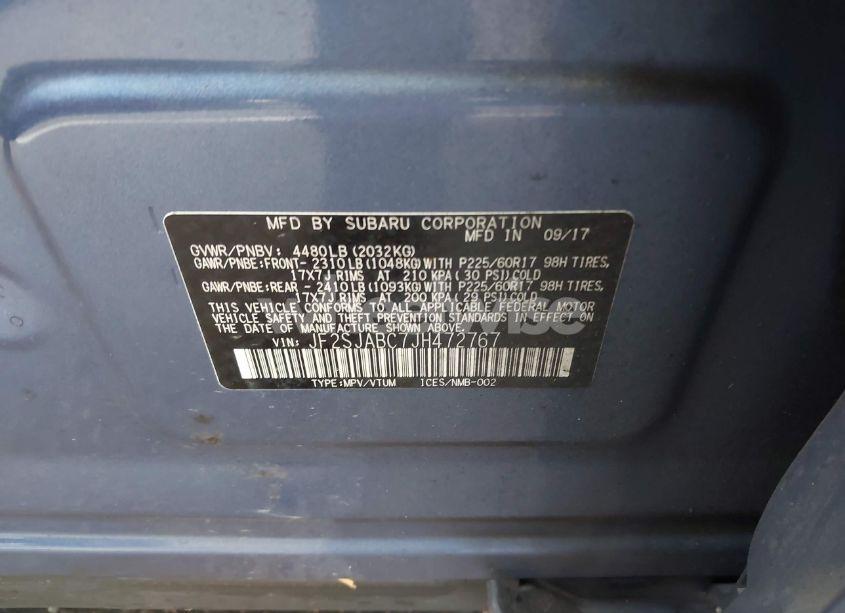 MFD BY SUBARU CORPORATION
MFD IN 09/17
GVWR/PNBV: 4480LB (2032KG)
GAWR/PNBE:FRONT- 2310LB (1048KG) WITH P225/60R17 98H TIRES,
17X7J RIMS AT 210 KPA (30 PSI) COLD
GAWR/PNBE:REAR - 2410LB (1093KG) WITH P225/60R17 98H TIRES,
17X7J RIMS AT 200 KPA (29 PSI) COLD
THIS VEHICLE CONFORMS TO ALL APPLICABLE FEDERAL MOTOR
VEHICLE SAFETY AND THEFT PREVENTION STANDARDS IN EFFECT ON
THE DATE OF MANUFACTURE SHOWN ABOVE.
VIN: JF2SJABC7JH472767
TYPE:MPV/VTUM ICES/NMB-002